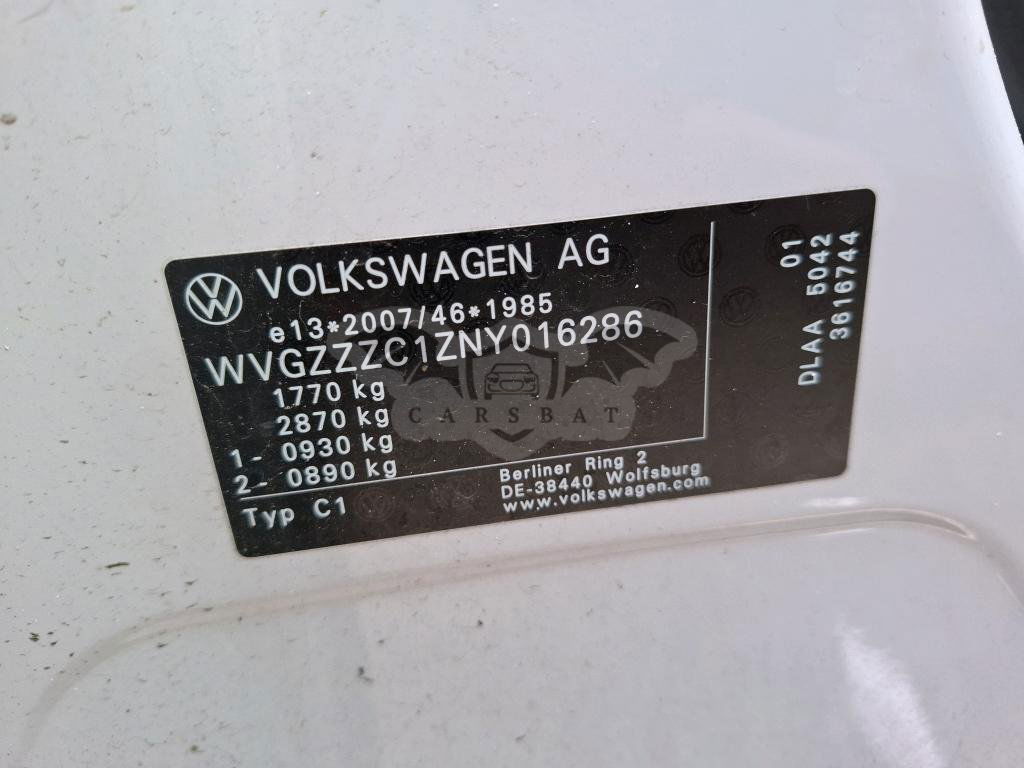 VOLKSWAGEN AG
e13*2007/46*1985
WVGZZZC1ZNY016286
1770 kg
2870 kg
1- 0930 kg
2- 0890 kg
Typ C1
Berliner Ring 2
DE-38440 Wolfsburg
www.volkswagen.com
01
DLAA 5042
3616744
CARSBAT